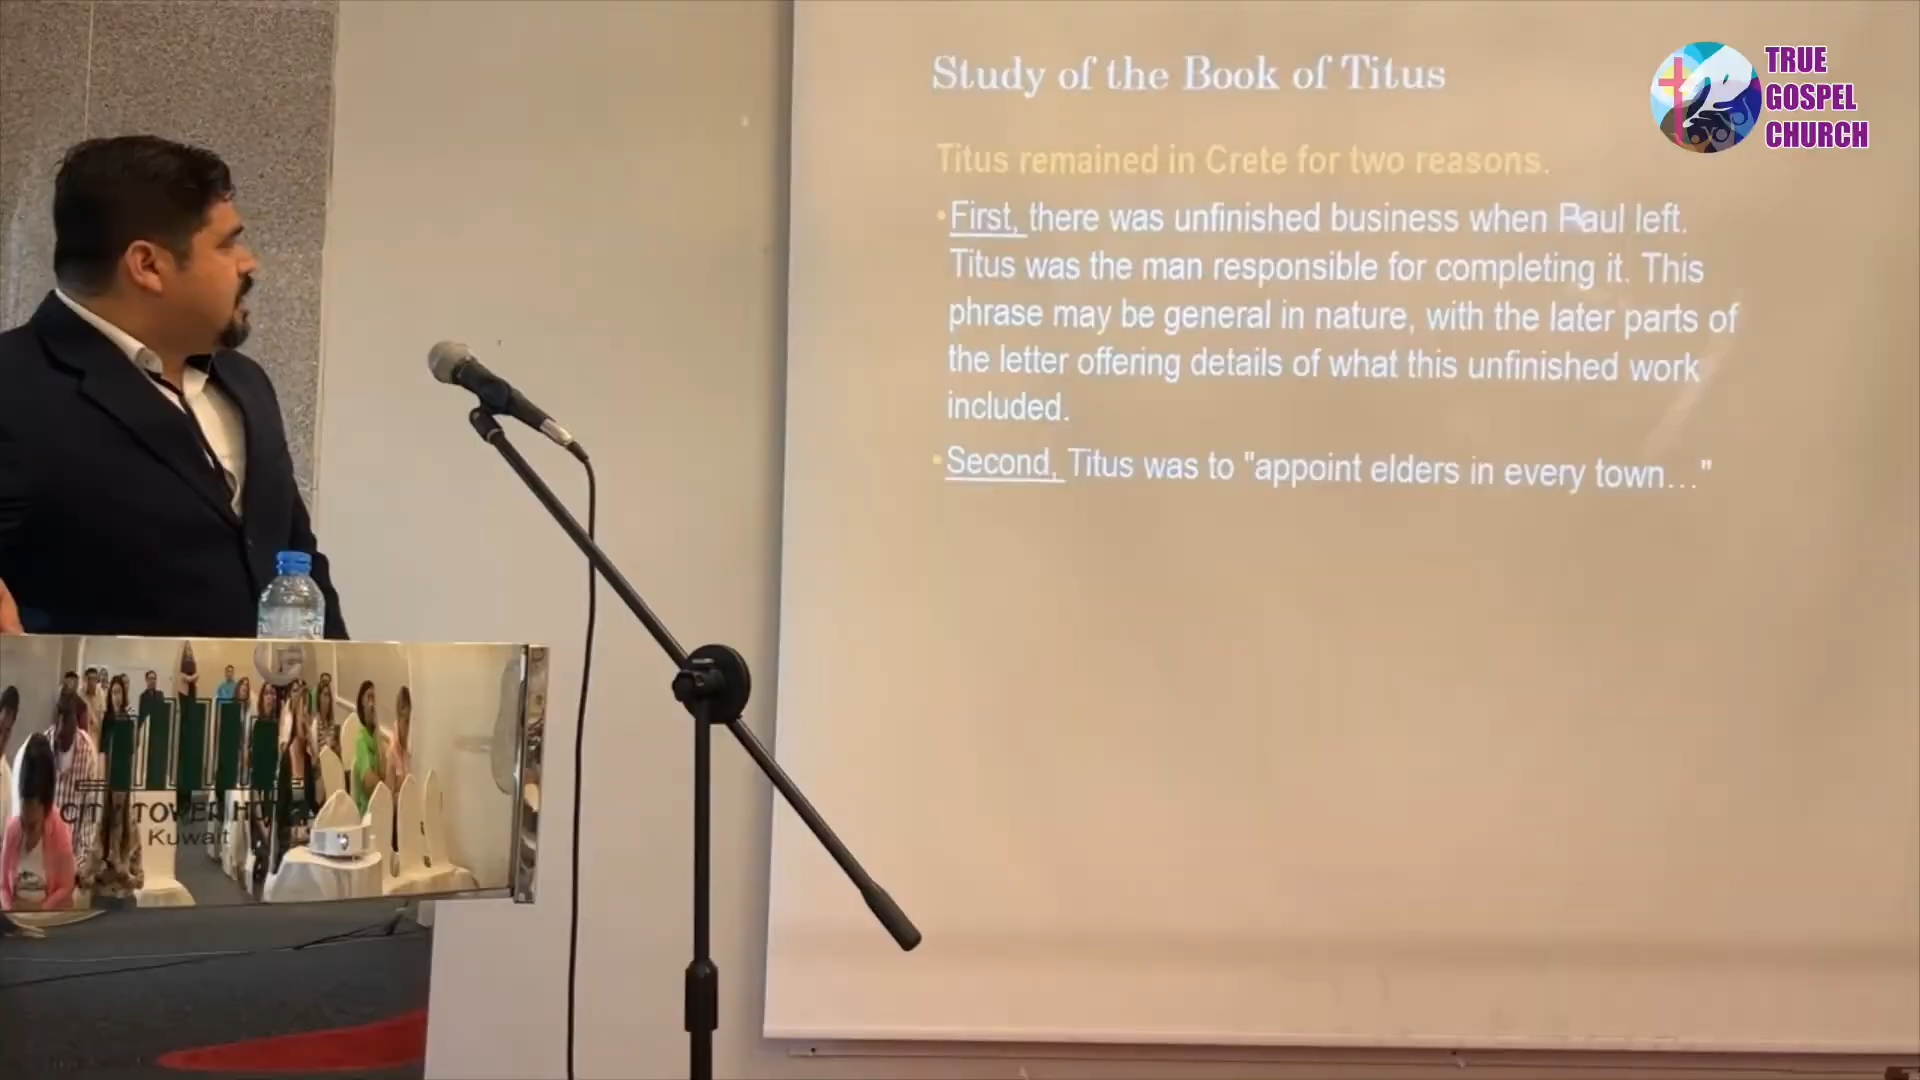 Study of the Book of Titus
TRUE
GOSPEL
CHURCH
Titus remained in Crete for two reasons.
•First, there was unfinished business when Paul left.
Titus was the man responsible for completing it. This
phrase may be general in nature, with the later parts of
the letter offering details of what this unfinished work
included.
•Second, Titus was to "appoint elders in every town…"
CITY TOWER
Kuwait